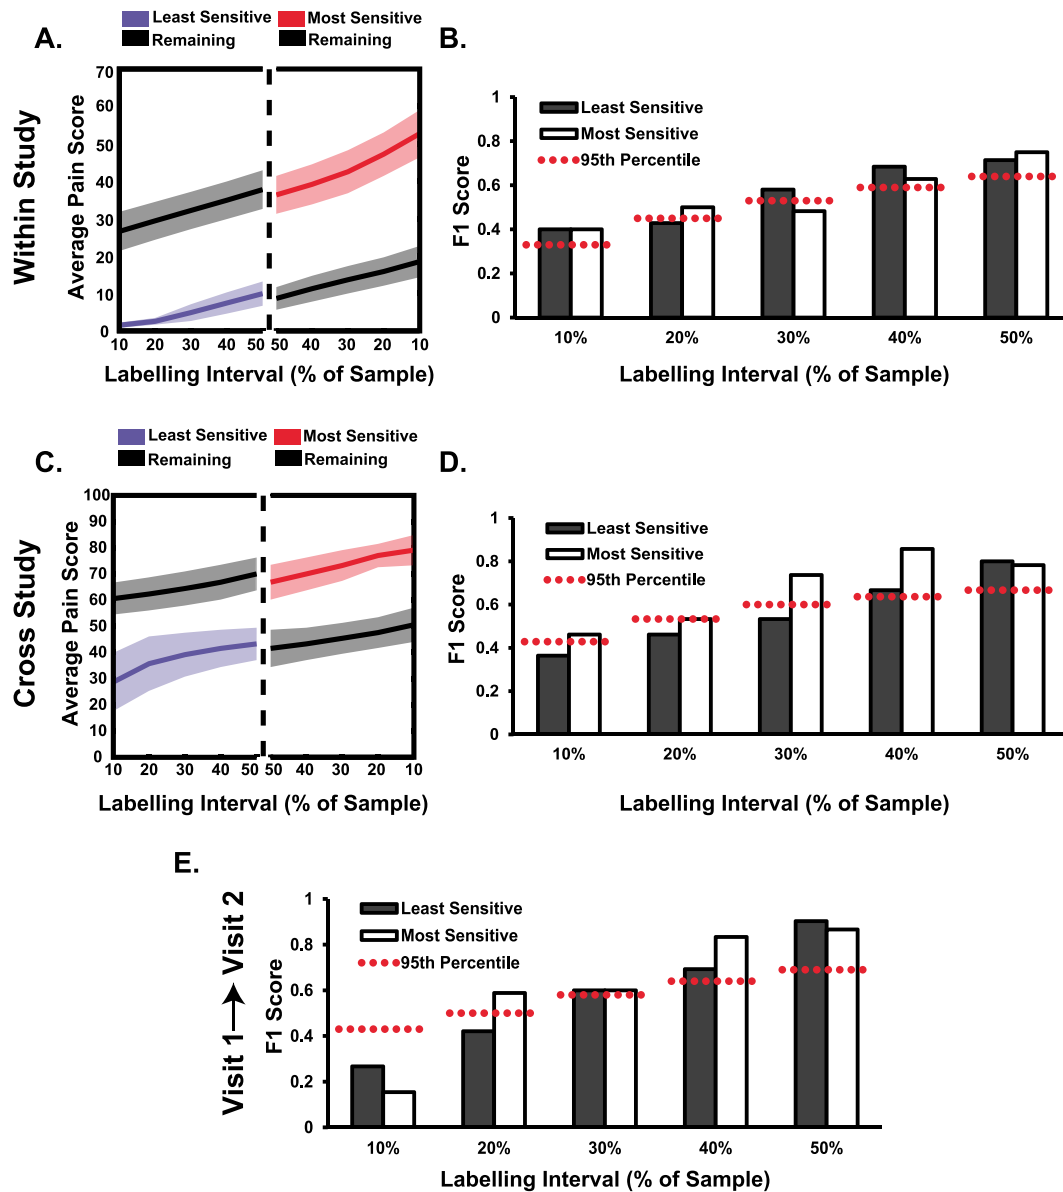 A.
Least Sensitive
Remaining
Most Sensitive
Remaining
Within Study
Average Pain Score
70
60
50
40
30
20
10
0
10 20 30 40 50 50 40 30 20 10
Labelling Interval (% of Sample)
B.
Least Sensitive
Most Sensitive
95th Percentile
F1 Score
1
0.8
0.6
0.4
0.2
0
10% 20% 30% 40% 50%
Labelling Interval (% of Sample)
C.
Least Sensitive
Remaining
Most Sensitive
Remaining
Cross Study
Average Pain Score
100
90
80
70
60
50
40
30
20
10
0
10 20 30 40 50 50 40 30 20 10
Labelling Interval (% of Sample)
D.
Least Sensitive
Most Sensitive
95th Percentile
F1 Score
1
0.8
0.6
0.4
0.2
0
10% 20% 30% 40% 50%
Labelling Interval (% of Sample)
E.
Visit 1 → Visit 2
Least Sensitive
Most Sensitive
95th Percentile
F1 Score
1
0.8
0.6
0.4
0.2
0
10% 20% 30% 40% 50%
Labelling Interval (% of Sample)